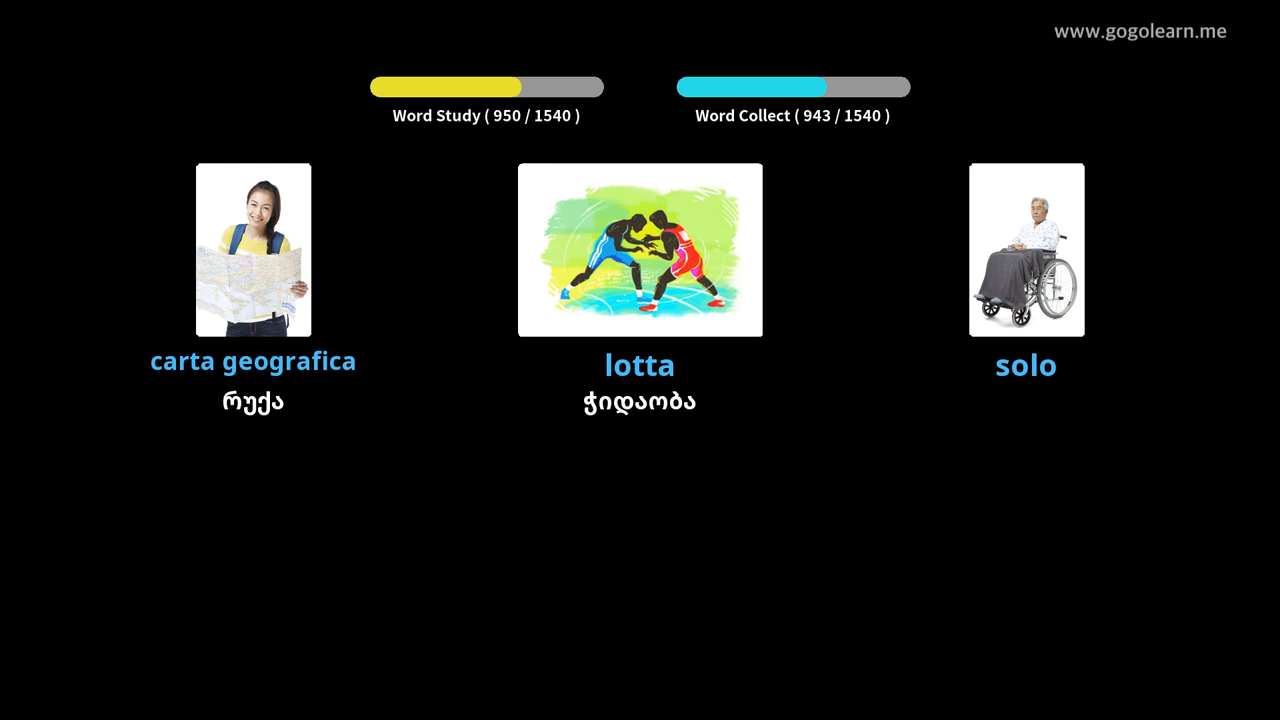 www.gogolearn.me
Word Study ( 950 / 1540 )
Word Collect ( 943 / 1540 )
carta geografica
რუქა
lotta
ჭიდაობა
solo